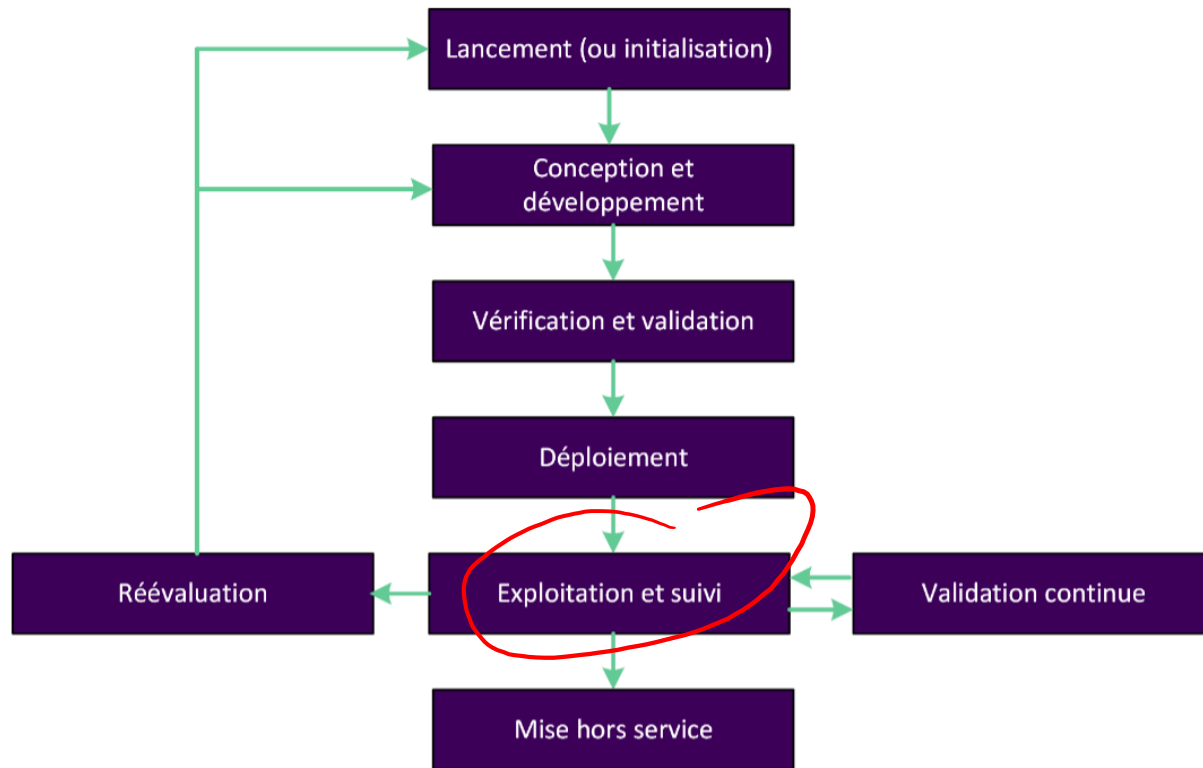 Lancement (ou initialisation)
Conception et
développement
Vérification et validation
Déploiement
Réévaluation
Exploitation et suivi
Validation continue
Mise hors service